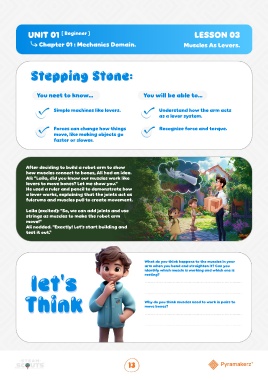 UNIT 01 [ Beginner ]
Chapter 01 : Mechanics Domain.
LESSON 03
Muscles As Levers.
Stepping Stone:
You neet to know...
Simple machines like levers.
Forces can change how things
move, like making objects go
faster or slower.
You will be able to...
Understand how the arm acts
as a lever system.
Recognize force and torque.
After deciding to build a robot arm to show
how muscles connect to bones, Ali had an idea.
Ali: "Laila, did you know our muscles work like
levers to move bones? Let me show you."
He used a ruler and pencil to demonstrate how
a lever works, explaining that the joints act as
fulcrums and muscles pull to create movement.
Laila (excited): "So, we can add joints and use
strings as muscles to make the robot arm
move!"
Ali nodded. "Exactly! Let's start building and
test it out."
let's
Think
What do you think happens to the muscles in your
arm when you bend and straighten it? Can you
identify which muscle is working and which one is
resting?
Why do you think muscles need to work in pairs to
move bones?
13
Pyramakerz